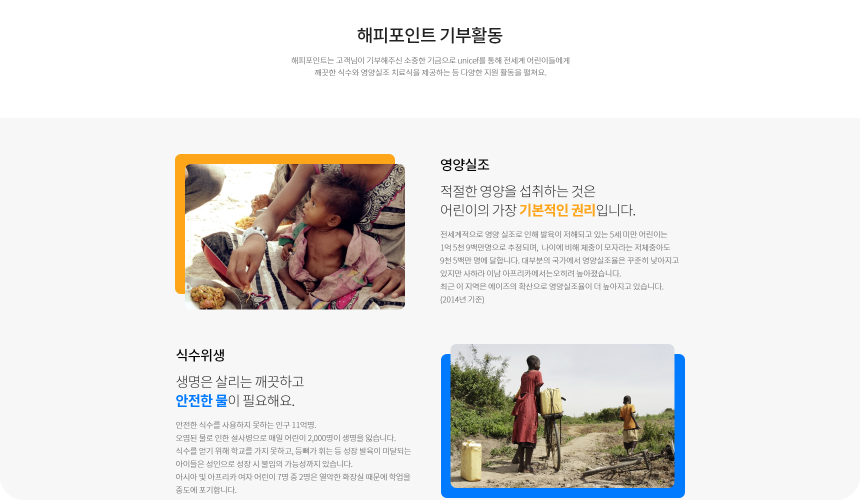 해피포인트 기부활동
해피포인트는 고객님이 기부해주신 소중한 기금으로 unicef를 통해 전세계 어린이들에게
깨끗한 식수와 영양실조 치료식을 제공하는 등 다양한 지원 활동을 펼쳐요.
영양실조
적절한 영양을 섭취하는 것은
어린이의 가장 기본적인 권리입니다.
전세계적으로 영양 실조로 인해 발육이 저해되고 있는 5세 미만 어린이는
1억 5천 9백만명으로 추정되며, 나이에 비해 체중이 모자라는 저체중아도
9천 5백만 명에 달합니다. 대부분의 국가에서 영양실조율은 꾸준히 낮아지고
있지만 사하라 이남 아프리카에서는오히려 높아졌습니다.
최근 이 지역은 에이즈의 확산으로 영양실조율이 더 높아지고 있습니다.
(2014년 기준)
식수위생
생명은 살리는 깨끗하고
안전한 물이 필요해요.
안전한 식수를 사용하지 못하는 인구 11억명.
오염된 물로 인한 설사병으로 매일 어린이 2,000명이 생명을 잃습니다.
식수를 얻기 위해 학교를 가지 못하고, 등뼈가 휘는 등 성장 발육이 미달되는
아이들은 성인으로 성장 시 불임의 가능성까지 있습니다.
아시아 및 아프리카 여자 어린이 7명 중 2명은 열악한 화장실 때문에 학업을
중도에 포기합니다.